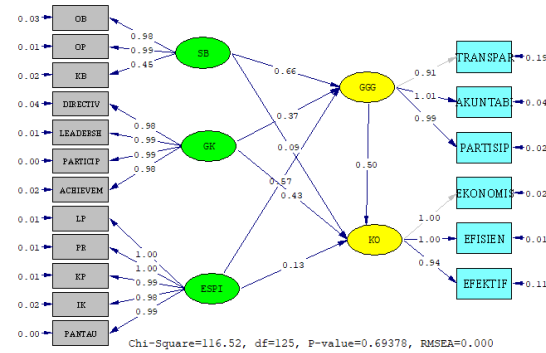 0.03 OB
0.01 OP
0.02 KB
0.04 DIRECTIV
0.01 LEADERSH
0.00 PARTICIP
0.02 ACHIEVEM
0.01 LP
0.01 PR
0.01 KP
0.02 IK
0.00 PANTAU
0.98
0.99
0.45
0.98
0.99
0.99
0.98
1.00
1.00
0.99
0.98
0.99
SB
GK
ESPI
0.66
0.37
0.09
0.57
0.43
0.13
GGG
0.50
KO
0.91
1.01
0.99
1.00
1.00
0.94
TRANSPAR 0.19
AKUNTABI 0.04
PARTISIP 0.02
EKONOMIS 0.02
EFISIEN 0.01
EFEKTIF 0.11
Chi-Square=116.52, df=125, P-value=0.69378, RMSEA=0.000